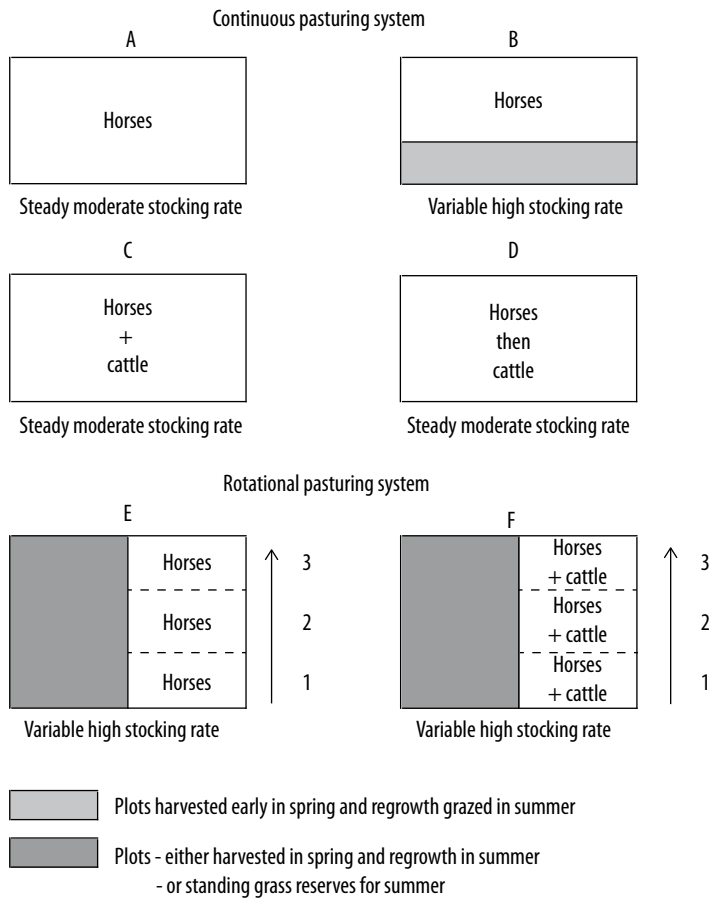 Continuous pasturing system
A
B
Horses
Horses
Steady moderate stocking rate
Variable high stocking rate
C
D
Horses
+
cattle
Horses
then
cattle
Steady moderate stocking rate
Steady moderate stocking rate
Rotational pasturing system
E
F
Horses
3
Horses
2
Horses
1
Horses
+ cattle
3
Horses
+ cattle
2
Horses
+ cattle
1
Variable high stocking rate
Variable high stocking rate
Plots harvested early in spring and regrowth grazed in summer
Plots - either harvested in spring and regrowth in summer
- or standing grass reserves for summer